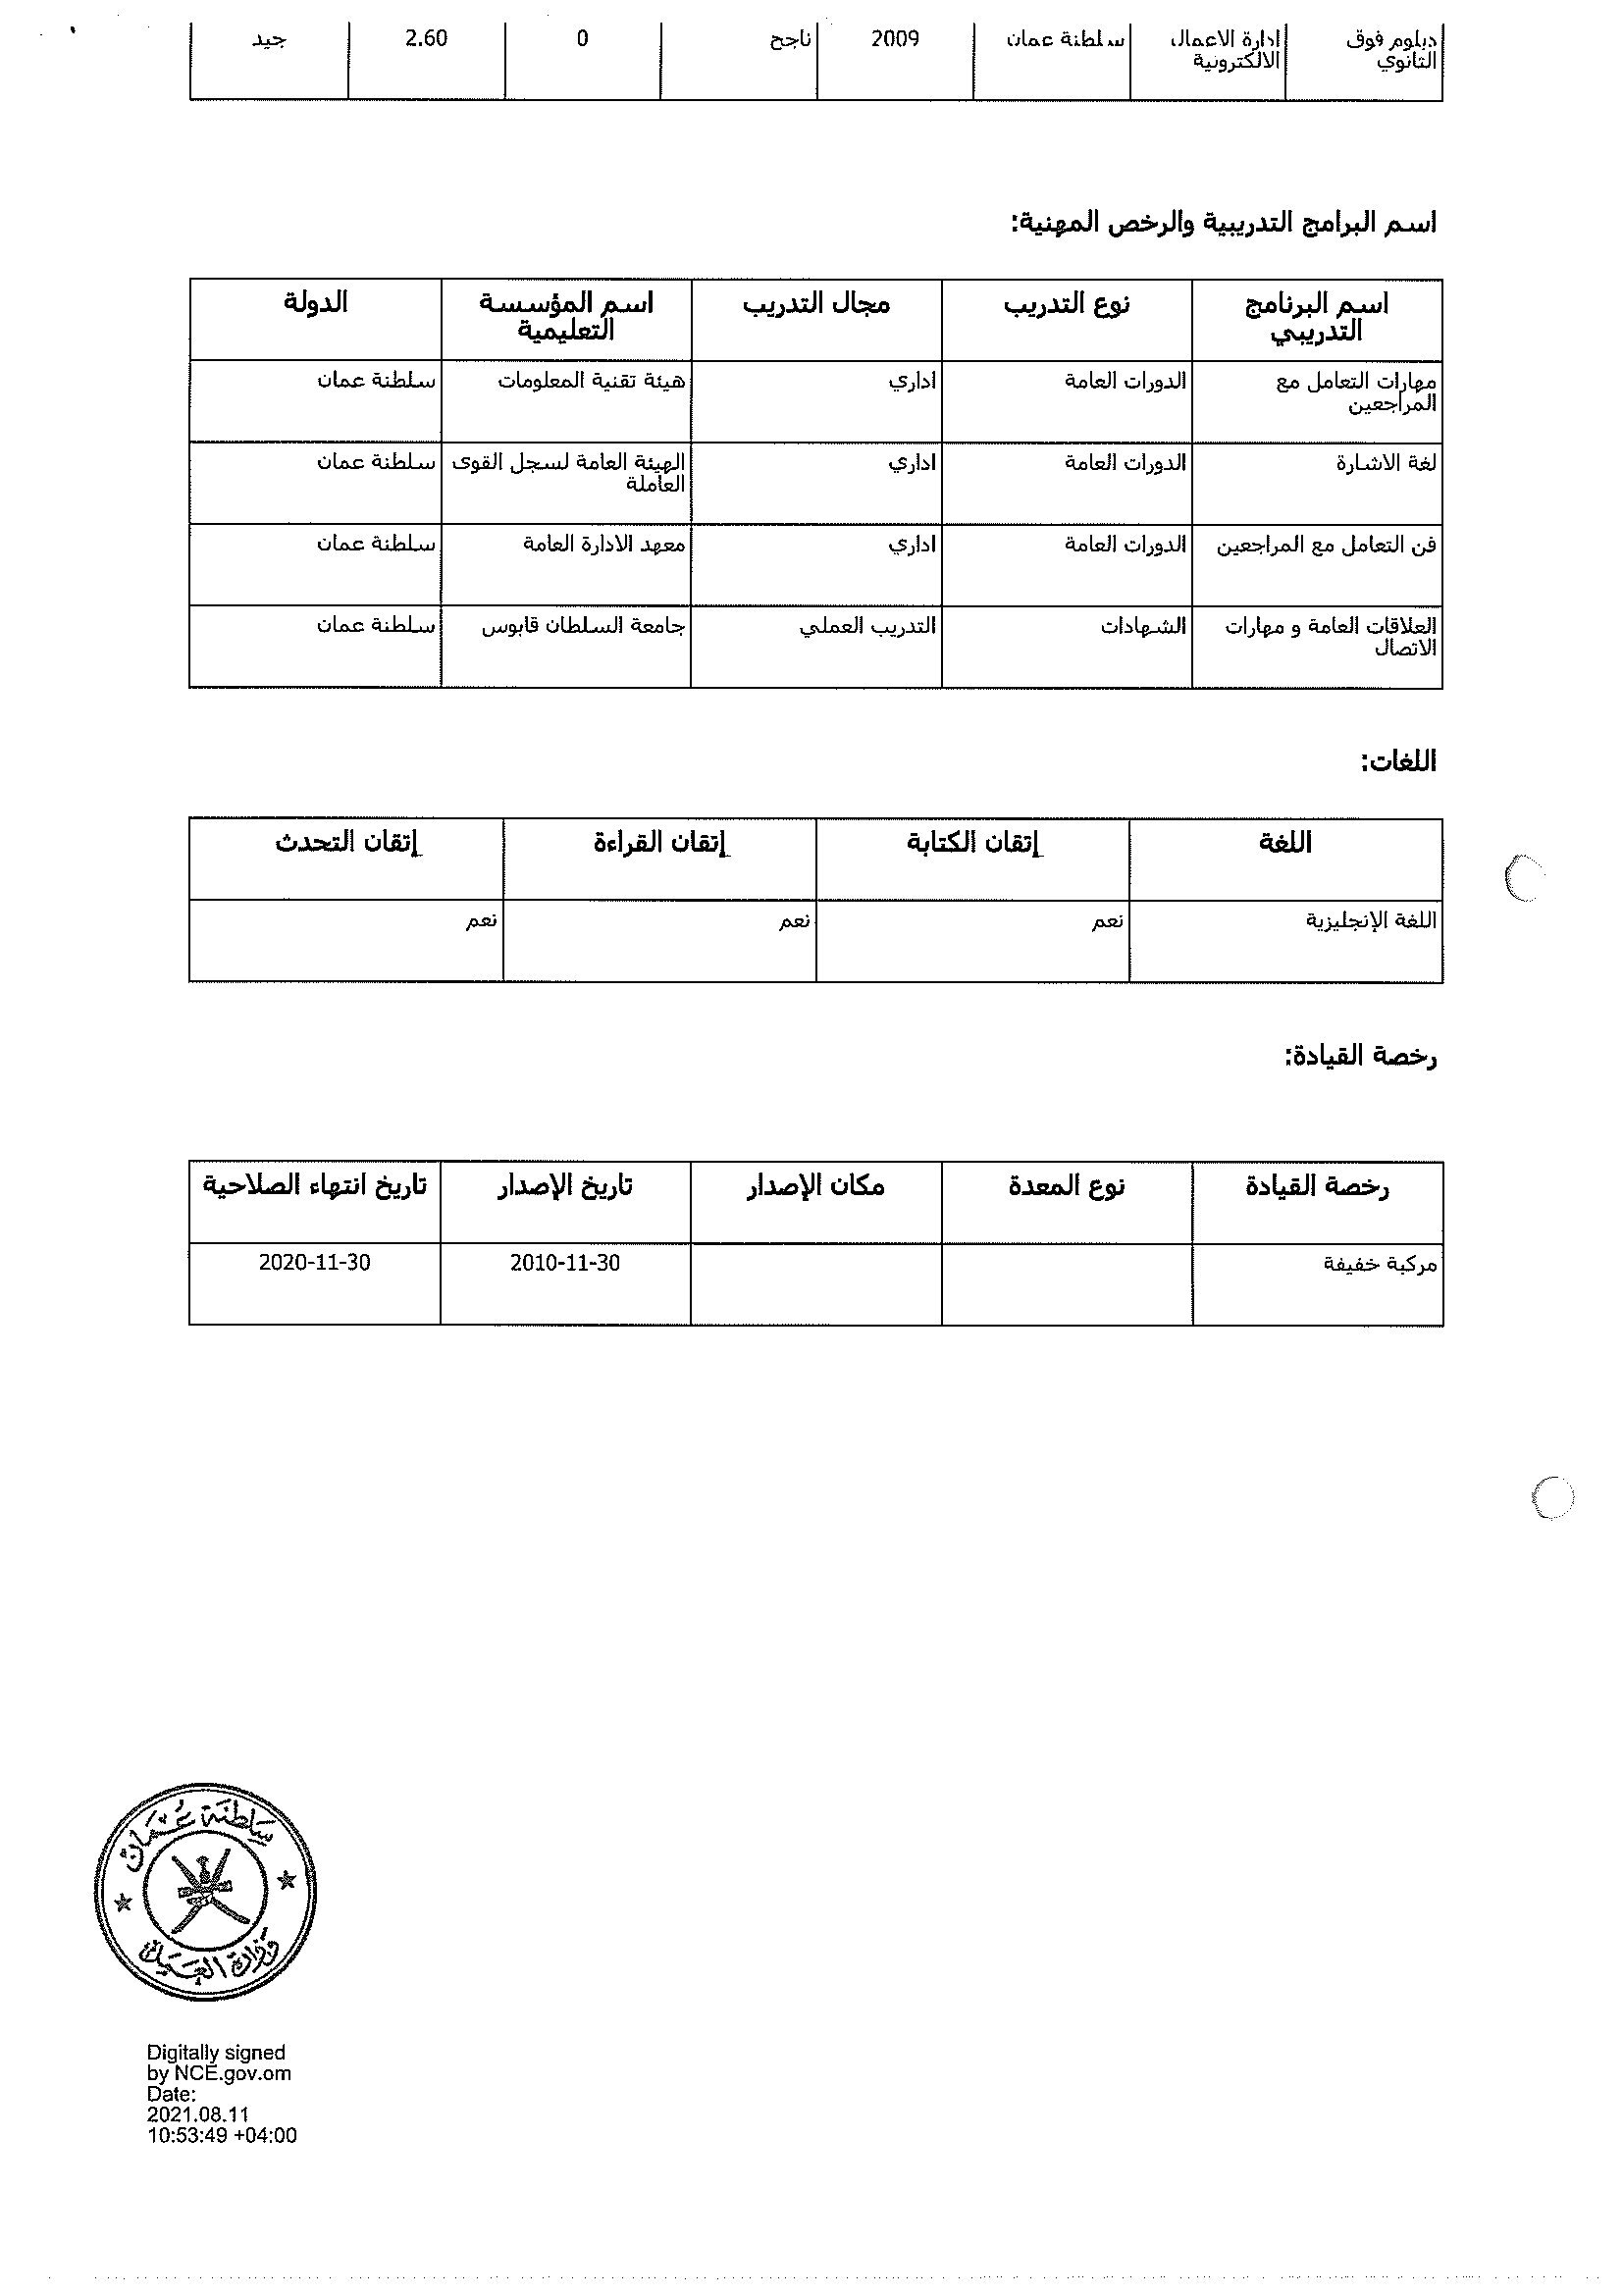 دبلوم فوق الثانوي ادارة الاعمال الالكترونية سلطنة عمان 2009 ناجح 0 2.60 جيد
اسم البرامج التدريبية والرخص المهنية:
اسم البرنامج التدريبي نوع التدريب مجال التدريب اسم المؤسسة التعليمية الدولة
مهارات التعامل مع المراجعين الدورات العامة اداري هيئة تقنية المعلومات سلطنة عمان
لغة الاشارة الدورات العامة اداري الهيئة العامة لسجل القوى العاملة سلطنة عمان
فن التعامل مع المراجعين الدورات العامة اداري معهد الادارة العامة سلطنة عمان
العلاقات العامة و مهارات الاتصال الشهادات التدريب العملي جامعة السلطان قابوس سلطنة عمان
اللغات:
اللغة إتقان الكتابة إتقان القراءة إتقان التحدث
اللغة الإنجليزية نعم نعم نعم
رخصة القيادة:
رخصة القيادة نوع المعدة مكان الإصدار تاريخ الإصدار تاريخ انتهاء الصلاحية
مركبة خفيفة 2010-11-30 2020-11-30
سلطنة عمان
وزارة العمل
Digitally signed
by NCE.gov.om
Date:
2021.08.11
10:53:49 +04:00